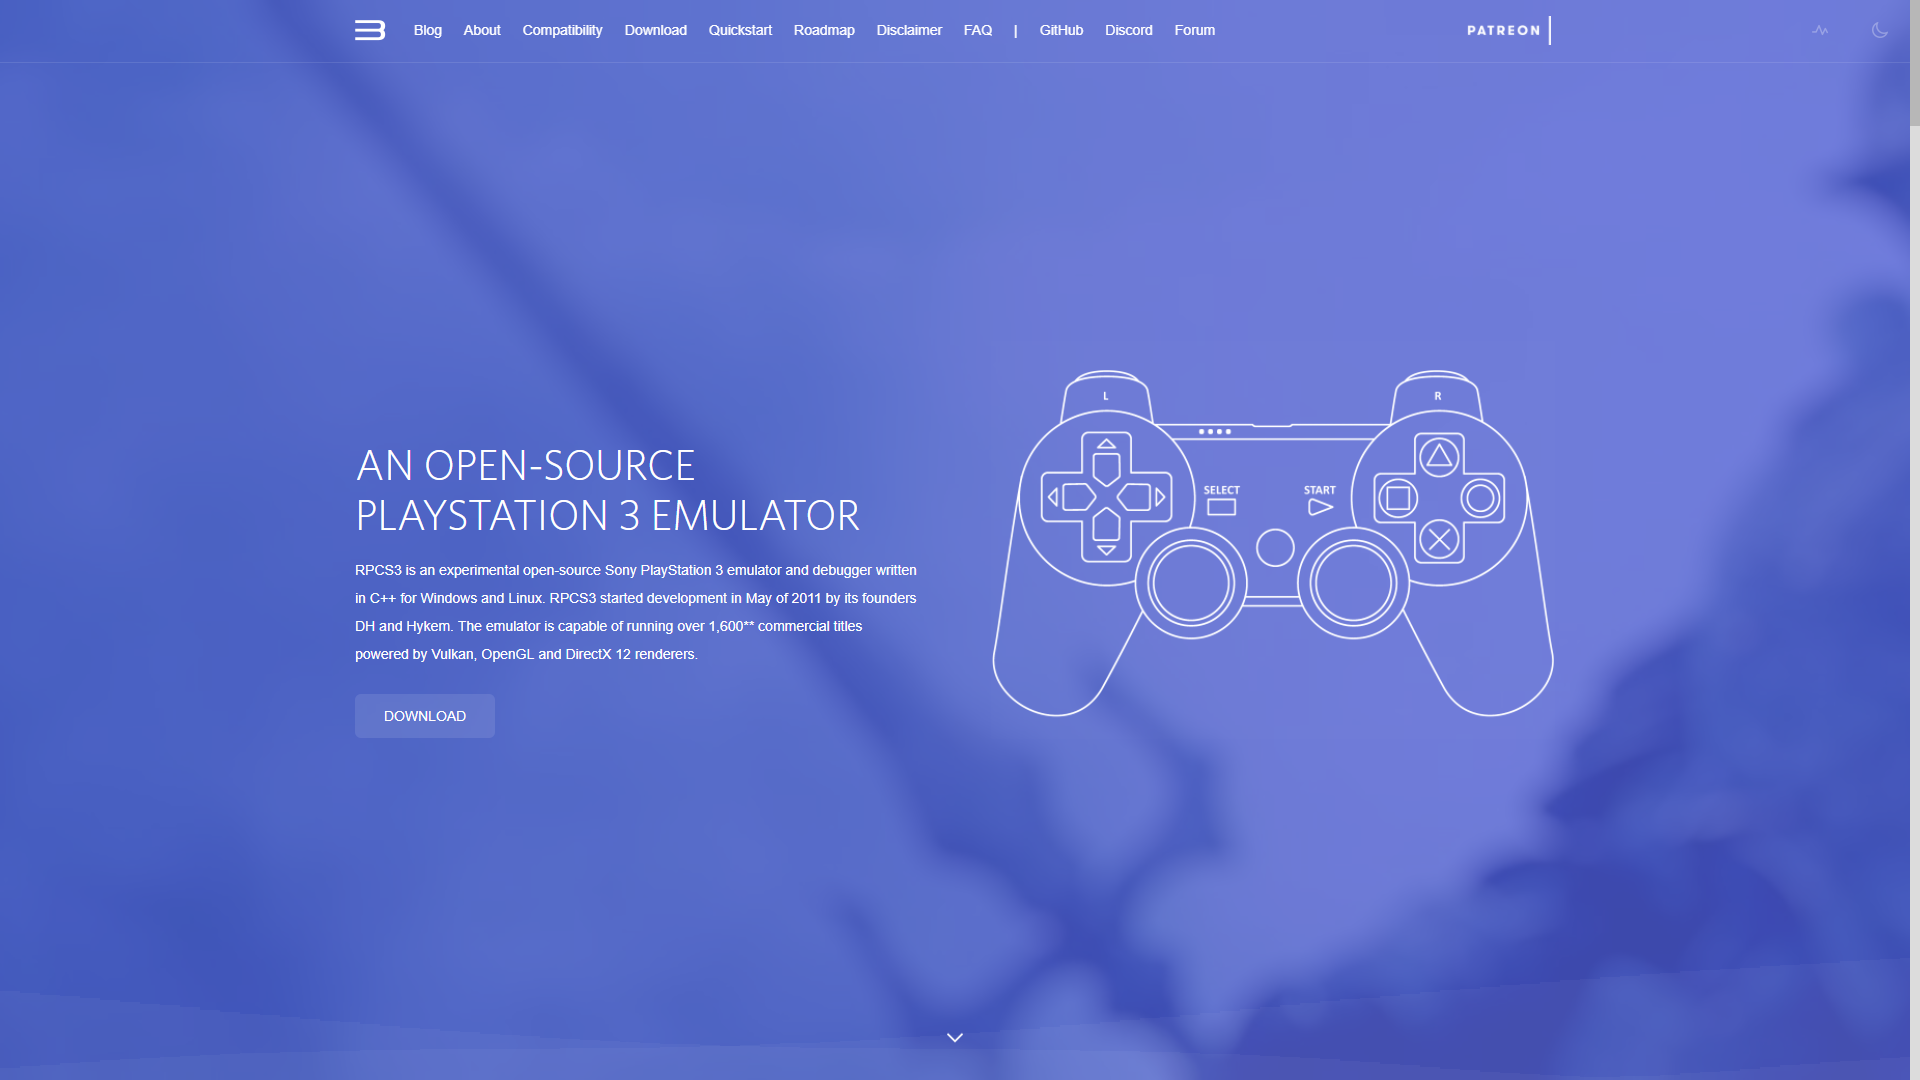 Blog About Compatibility Download Quickstart Roadmap Disclaimer FAQ | GitHub Discord Forum
PATREON
L
R
SELECT
START
AN OPEN-SOURCE
PLAYSTATION 3 EMULATOR
RPCS3 is an experimental open-source Sony PlayStation 3 emulator and debugger written
in C++ for Windows and Linux. RPCS3 started development in May of 2011 by its founders
DH and Hykem. The emulator is capable of running over 1,600** commercial titles
powered by Vulkan, OpenGL and DirectX 12 renderers.
DOWNLOAD